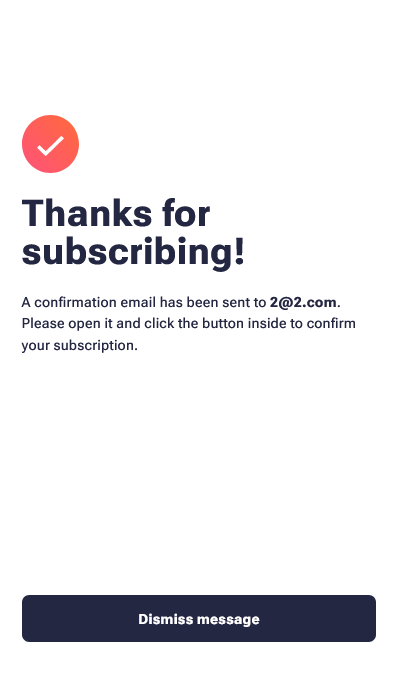 Thanks for
subscribing!
A confirmation email has been sent to 2@2.com.
Please open it and click the button inside to confirm
your subscription.
Dismiss message